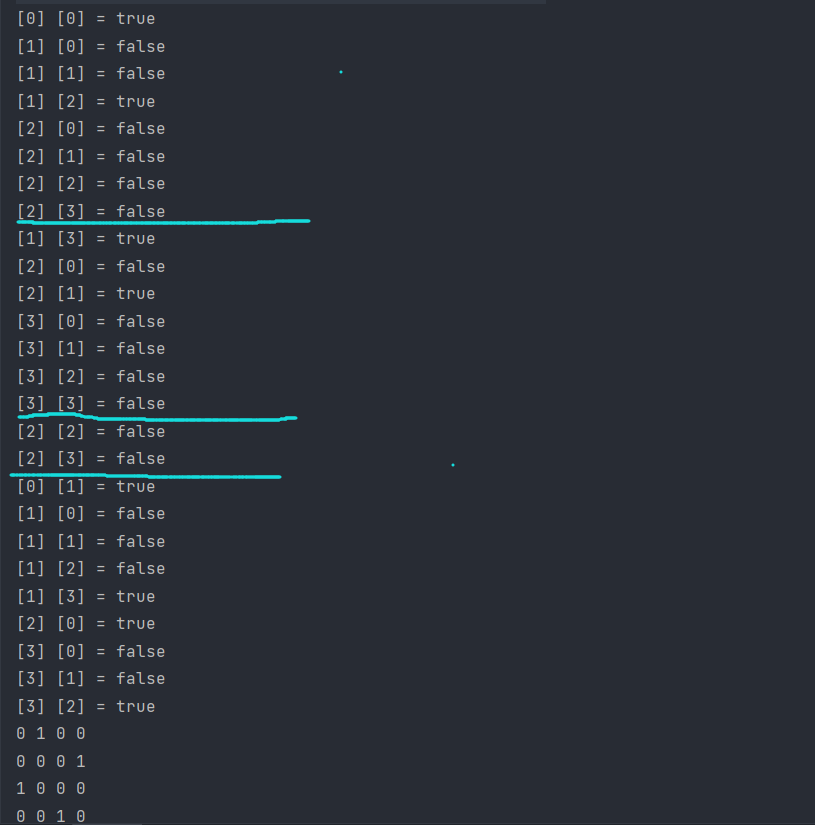 [0] [0] = true
[1] [0] = false
[1] [1] = false
[1] [2] = true
[2] [0] = false
[2] [1] = false
[2] [2] = false
[2] [3] = false
[1] [3] = true
[2] [0] = false
[2] [1] = true
[3] [0] = false
[3] [1] = false
[3] [2] = false
[3] [3] = false
[2] [2] = false
[2] [3] = false
[0] [1] = true
[1] [0] = false
[1] [1] = false
[1] [2] = false
[1] [3] = true
[2] [0] = true
[3] [0] = false
[3] [1] = false
[3] [2] = true
0 1 0 0
0 0 0 1
1 0 0 0
0 0 1 0